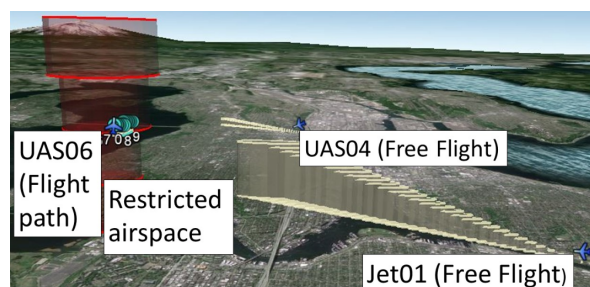 7089
UAS06
(Flight
path)
Restricted
airspace
UAS04 (Free Flight)
Jet01 (Free Flight)